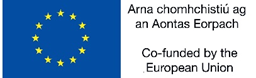 Arna chomhchistiú ag
an Aontas Eorpach
Co-funded by the
European Union